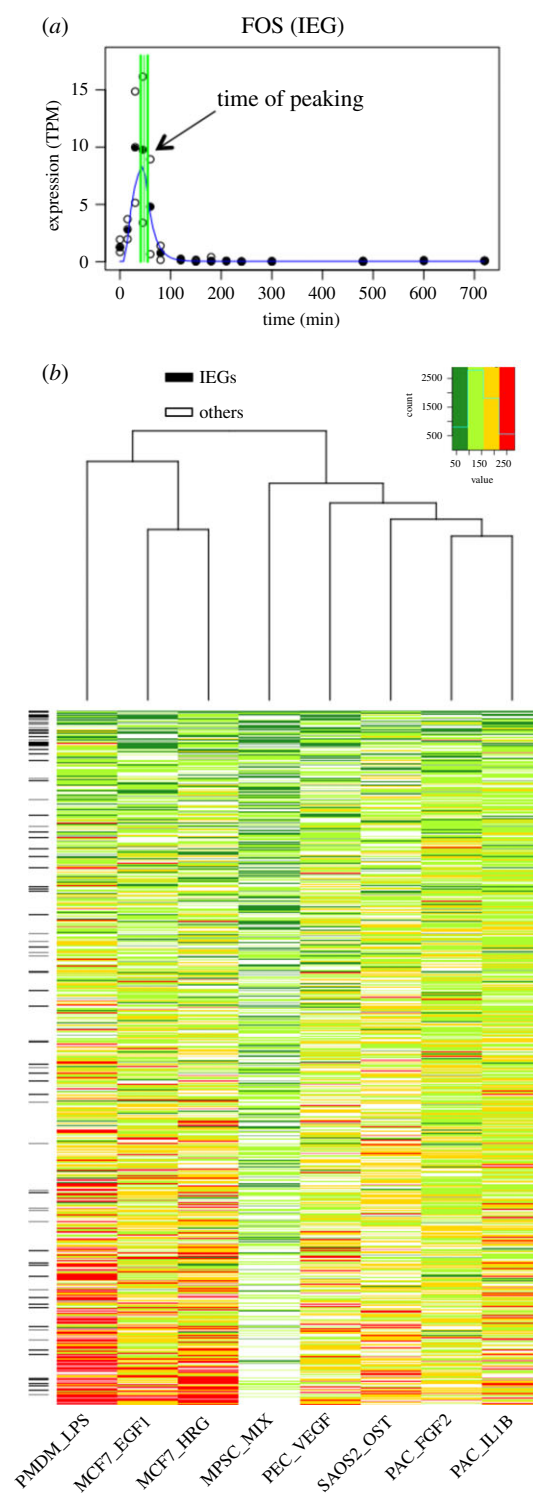 (a) FOS (IEG)
15
10
5
0
expression (TPM)
time of peaking
0 100 200 300 400 500 600 700
time (min)
(b)
IEGs
others
2500
1500
500
count
50 150 250
value
PMDM_LPS
MCF7_EGF1
MCF7_HRG
MPSC_MIX
PEC_VEGF
SAOS2_OST
PAC_FGF2
PAC_IL1B